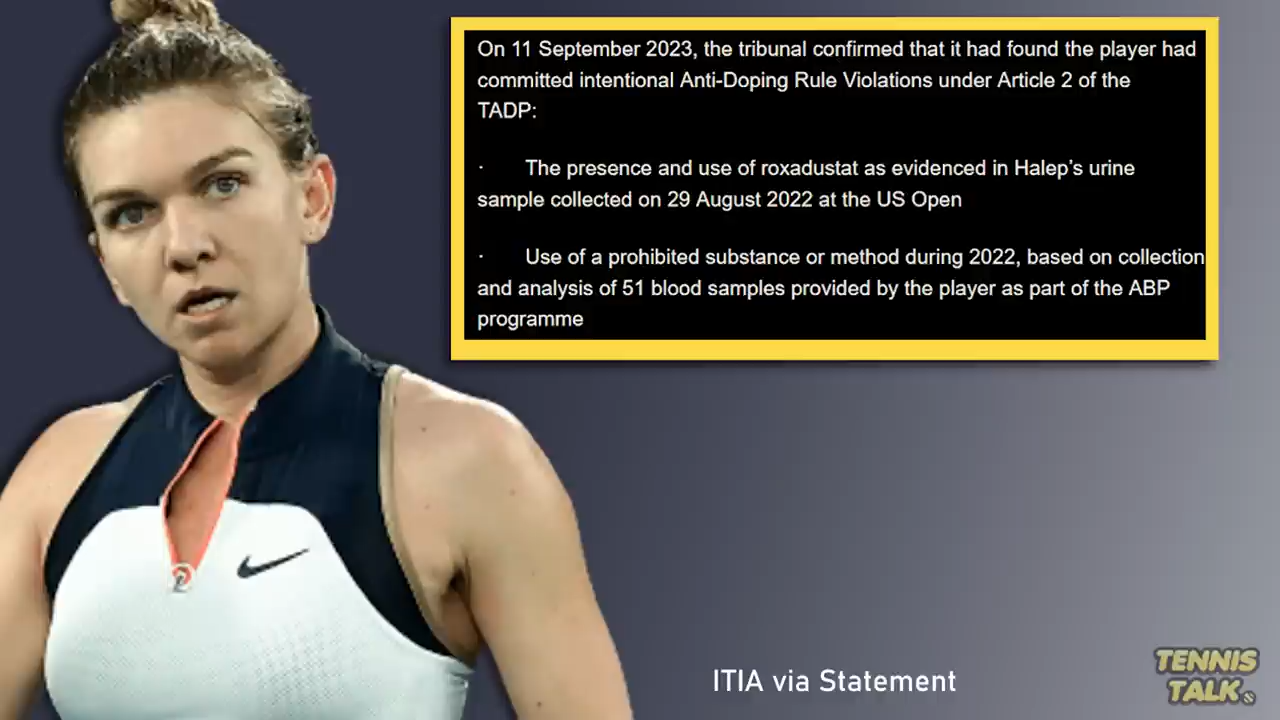 On 11 September 2023, the tribunal confirmed that it had found the player had
committed intentional Anti-Doping Rule Violations under Article 2 of the
TADP:
· The presence and use of roxadustat as evidenced in Halep’s urine
sample collected on 29 August 2022 at the US Open
· Use of a prohibited substance or method during 2022, based on collection
and analysis of 51 blood samples provided by the player as part of the ABP
programme
ITIA via Statement
TENNIS
TALK